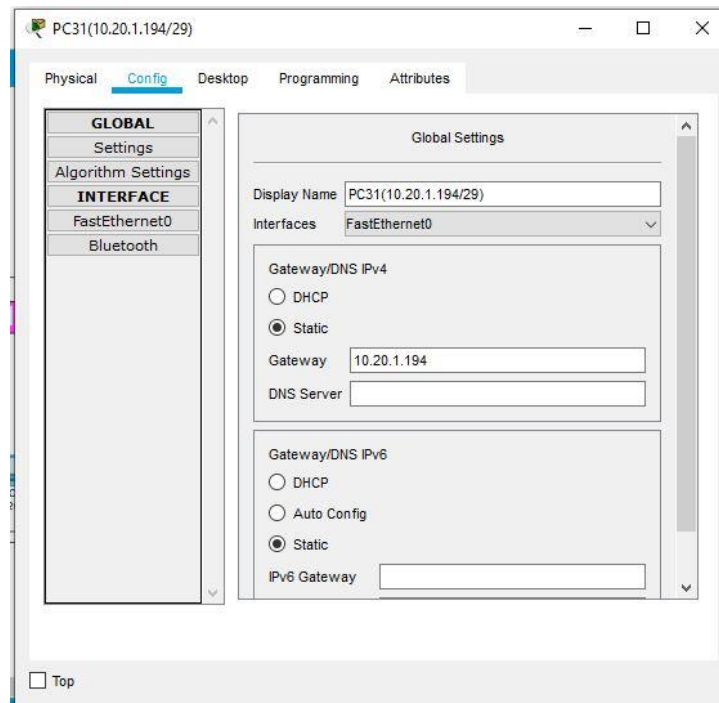 PC31(10.20.1.194/29)
Physical Config Desktop Programming Attributes
GLOBAL
Settings
Algorithm Settings
INTERFACE
FastEthernet0
Bluetooth
Global Settings
Display Name PC31(10.20.1.194/29)
Interfaces FastEthernet0
Gateway/DNS IPv4
DHCP
Static
Gateway 10.20.1.194
DNS Server
Gateway/DNS IPv6
DHCP
Auto Config
Static
IPv6 Gateway
Top